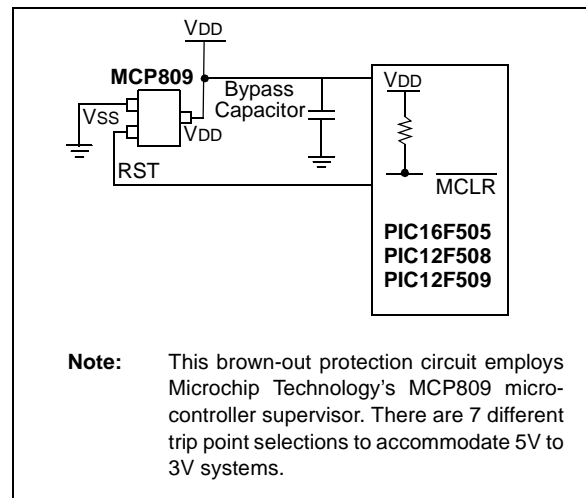 VDD
MCP809
Bypass
Capacitor
VDD
VSS
VDD
RST
MCLR
PIC16F505
PIC12F508
PIC12F509
Note: This brown-out protection circuit employs
Microchip Technology's MCP809 micro-
controller supervisor. There are 7 different
trip point selections to accommodate 5V to
3V systems.